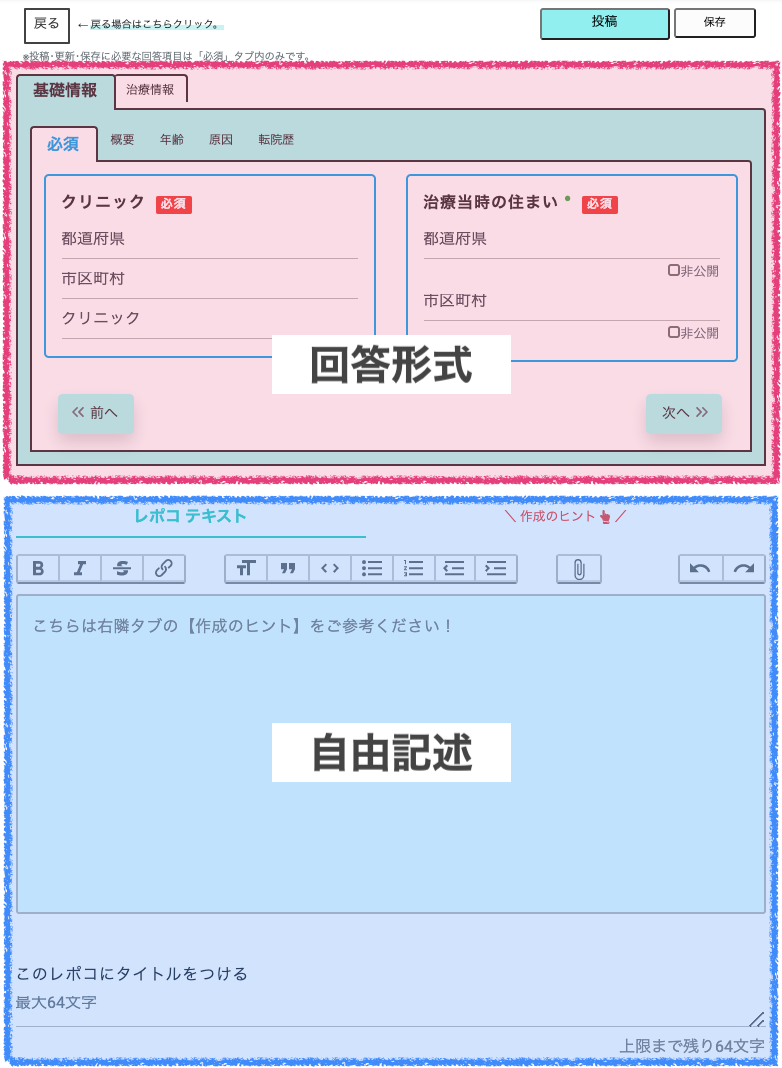 戻る ←戻る場合はこちらクリック。 投稿 保存
※投稿・更新・保存に必要な回答項目は「必須」タブ内のみです。
基礎情報 治療情報
必須 概要 年齢 原因 転院歴
クリニック 必須
都道府県
市区町村
クリニック
治療当時の住まい 必須
都道府県
非公開
市区町村
非公開
回答形式
前へ 次へ
レポコ テキスト ＼ 作成のヒント ／
こちらは右隣タブの【作成のヒント】をご参考ください！
自由記述
このレポコにタイトルをつける
最大64文字
上限まで残り64文字